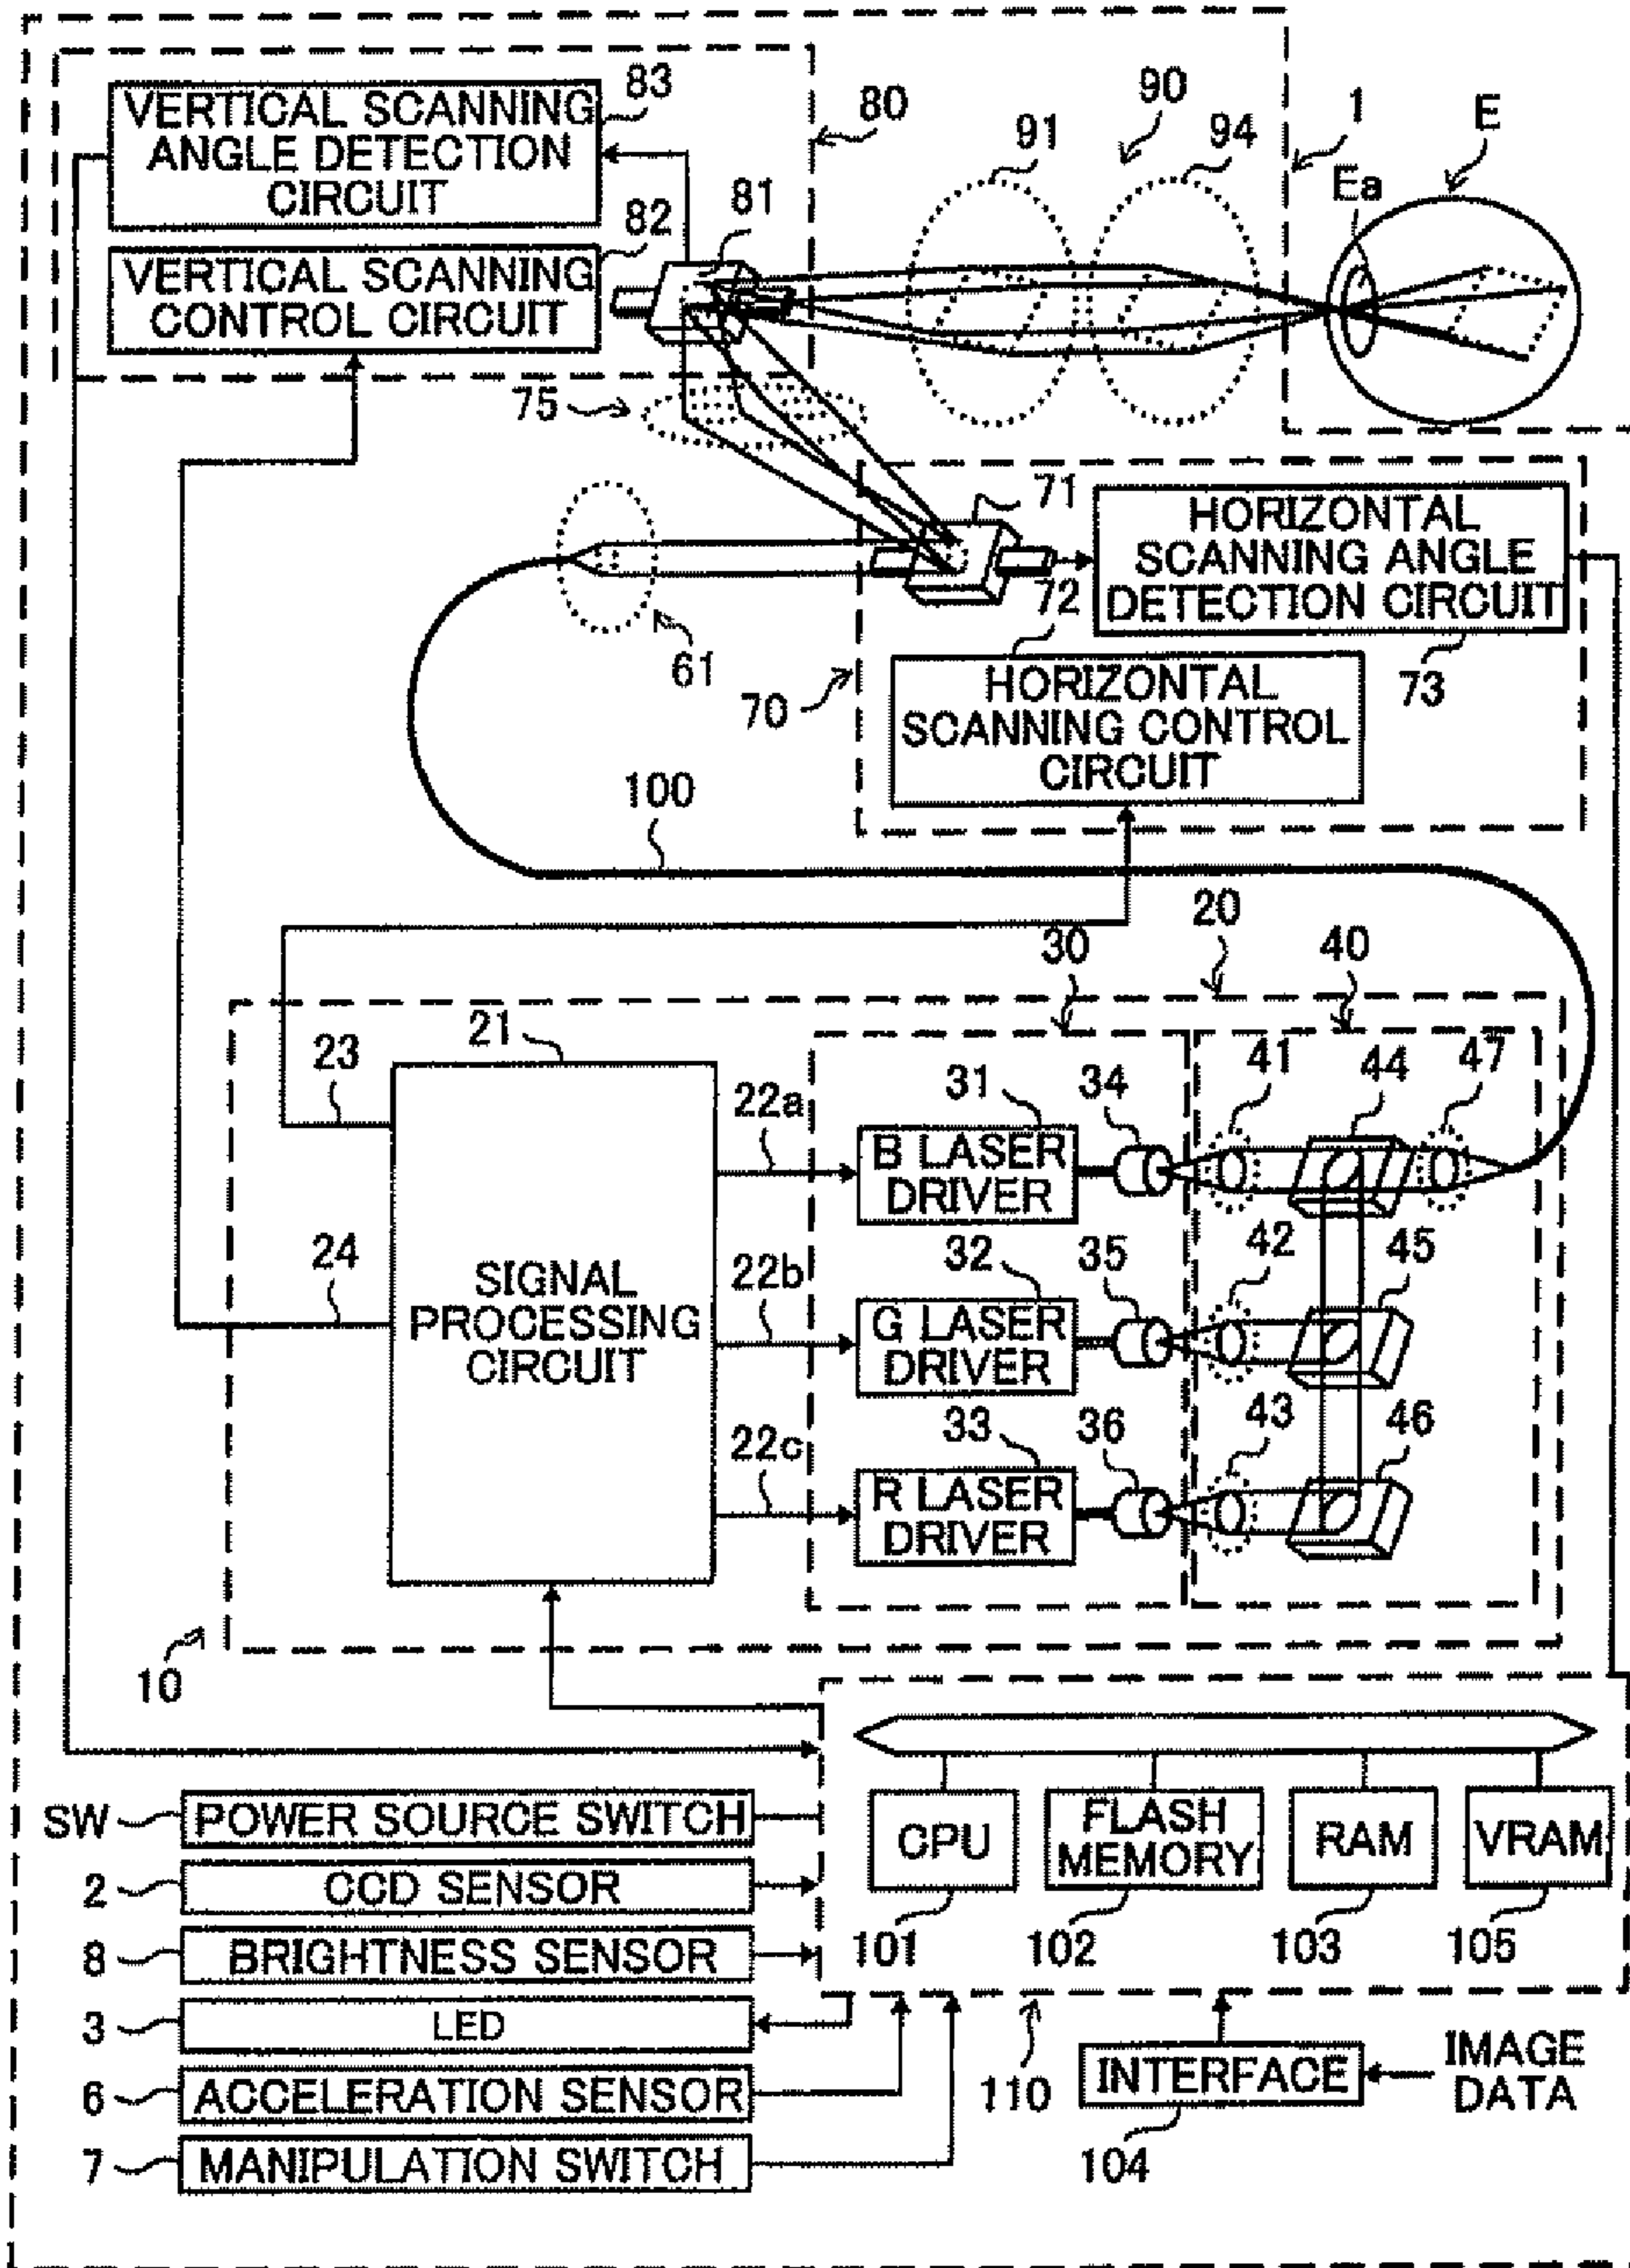 83
VERTICAL SCANNING
ANGLE DETECTION
CIRCUIT
80
90
91
94
1
E
Ea
82
81
VERTICAL SCANNING
CONTROL CIRCUIT
75
71
HORIZONTAL
SCANNING ANGLE
DETECTION CIRCUIT
72
61
73
70
HORIZONTAL
SCANNING CONTROL
CIRCUIT
100
20
30
40
23
21
22a
31
34
41
44
47
B LASER
DRIVER
24
SIGNAL
PROCESSING
CIRCUIT
22b
32
35
42
45
G LASER
DRIVER
22c
33
36
43
46
R LASER
DRIVER
10
SW
POWER SOURCE SWITCH
CPU
FLASH
MEMORY
RAM
VRAM
2
CCD SENSOR
101
102
103
105
8
BRIGHTNESS SENSOR
3
LED
110
INTERFACE
IMAGE
DATA
6
ACCELERATION SENSOR
104
7
MANIPULATION SWITCH